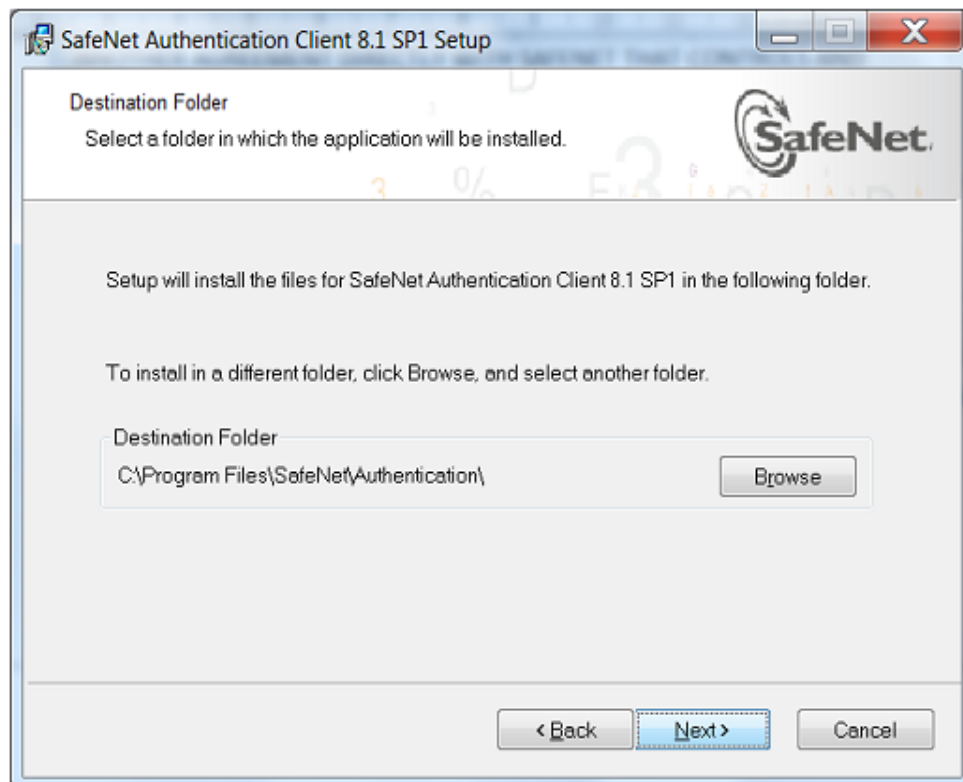 SafeNet Authentication Client 8.1 SP1 Setup
Destination Folder
Select a folder in which the application will be installed.
SafeNet.
Setup will install the files for SafeNet Authentication Client 8.1 SP1 in the following folder.
To install in a different folder, click Browse, and select another folder.
Destination Folder
C:\Program Files\SafeNet\Authentication\
Browse
< Back
Next >
Cancel